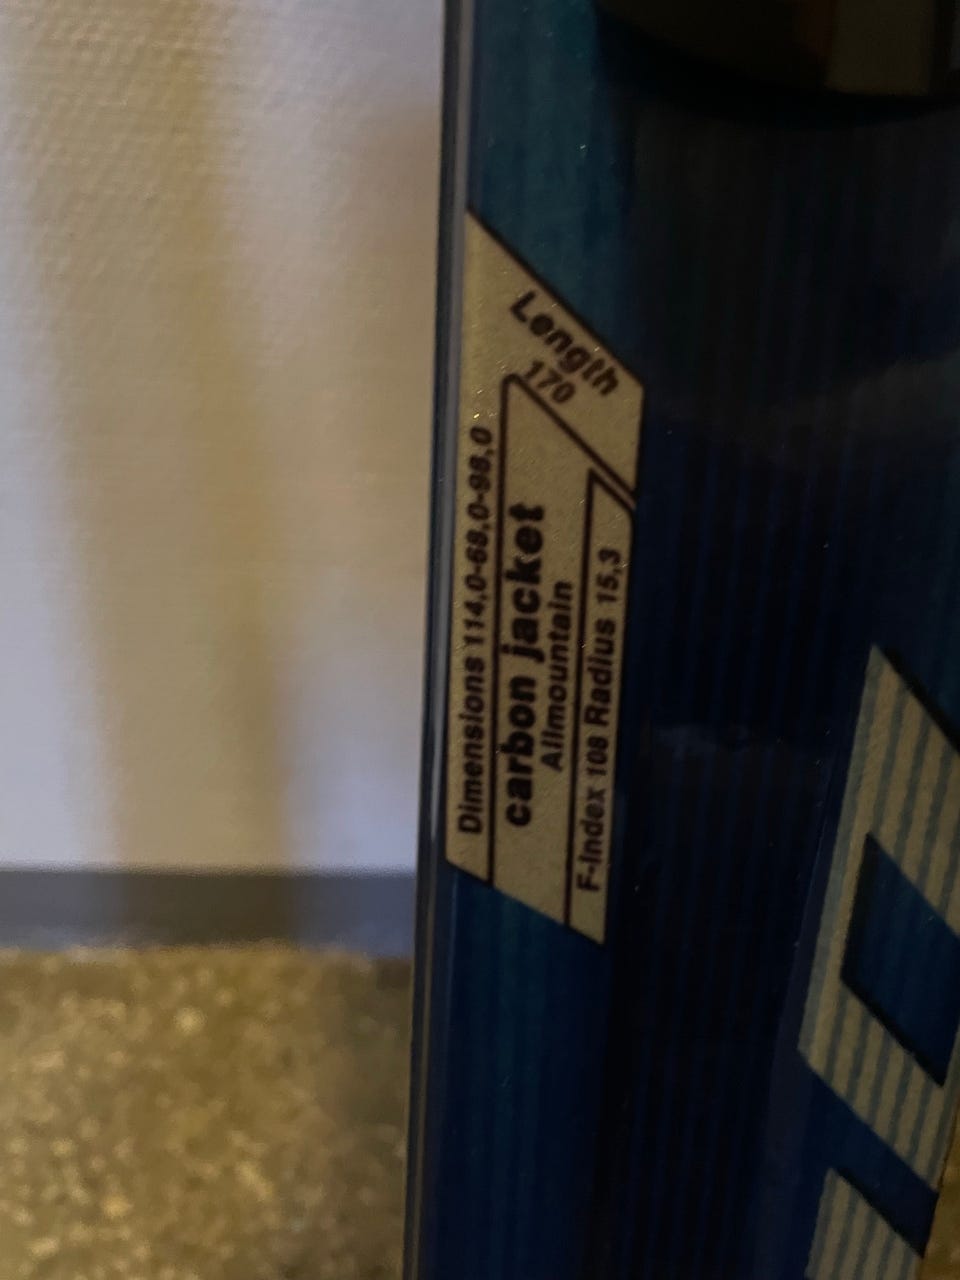 Length
170
Dimensions 114,0-68,0-98,0
carbon jacket
Allmountain
F-Index 108 Radius 15,3